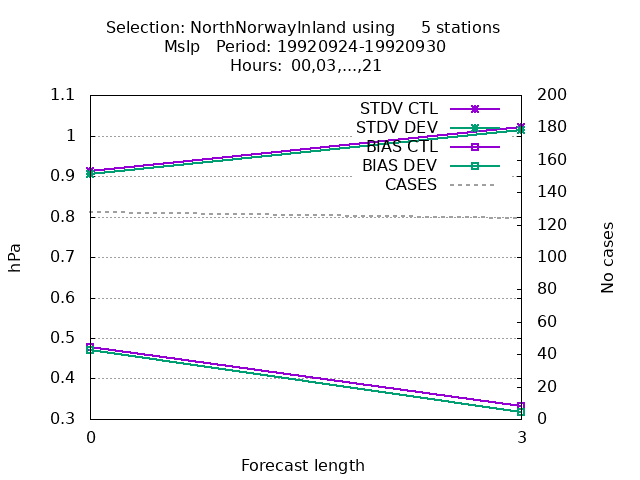 Selection: NorthNorwayInland using     5 stations
Mslp   Period: 19920924-19920930
Hours:  00,03,...,21
1.1
1
0.9
0.8
0.7
0.6
0.5
0.4
0.3
hPa
STDV CTL
STDV DEV
BIAS CTL
BIAS DEV
CASES
200
180
160
140
120
100
80
60
40
20
0
No cases
0
3
Forecast length